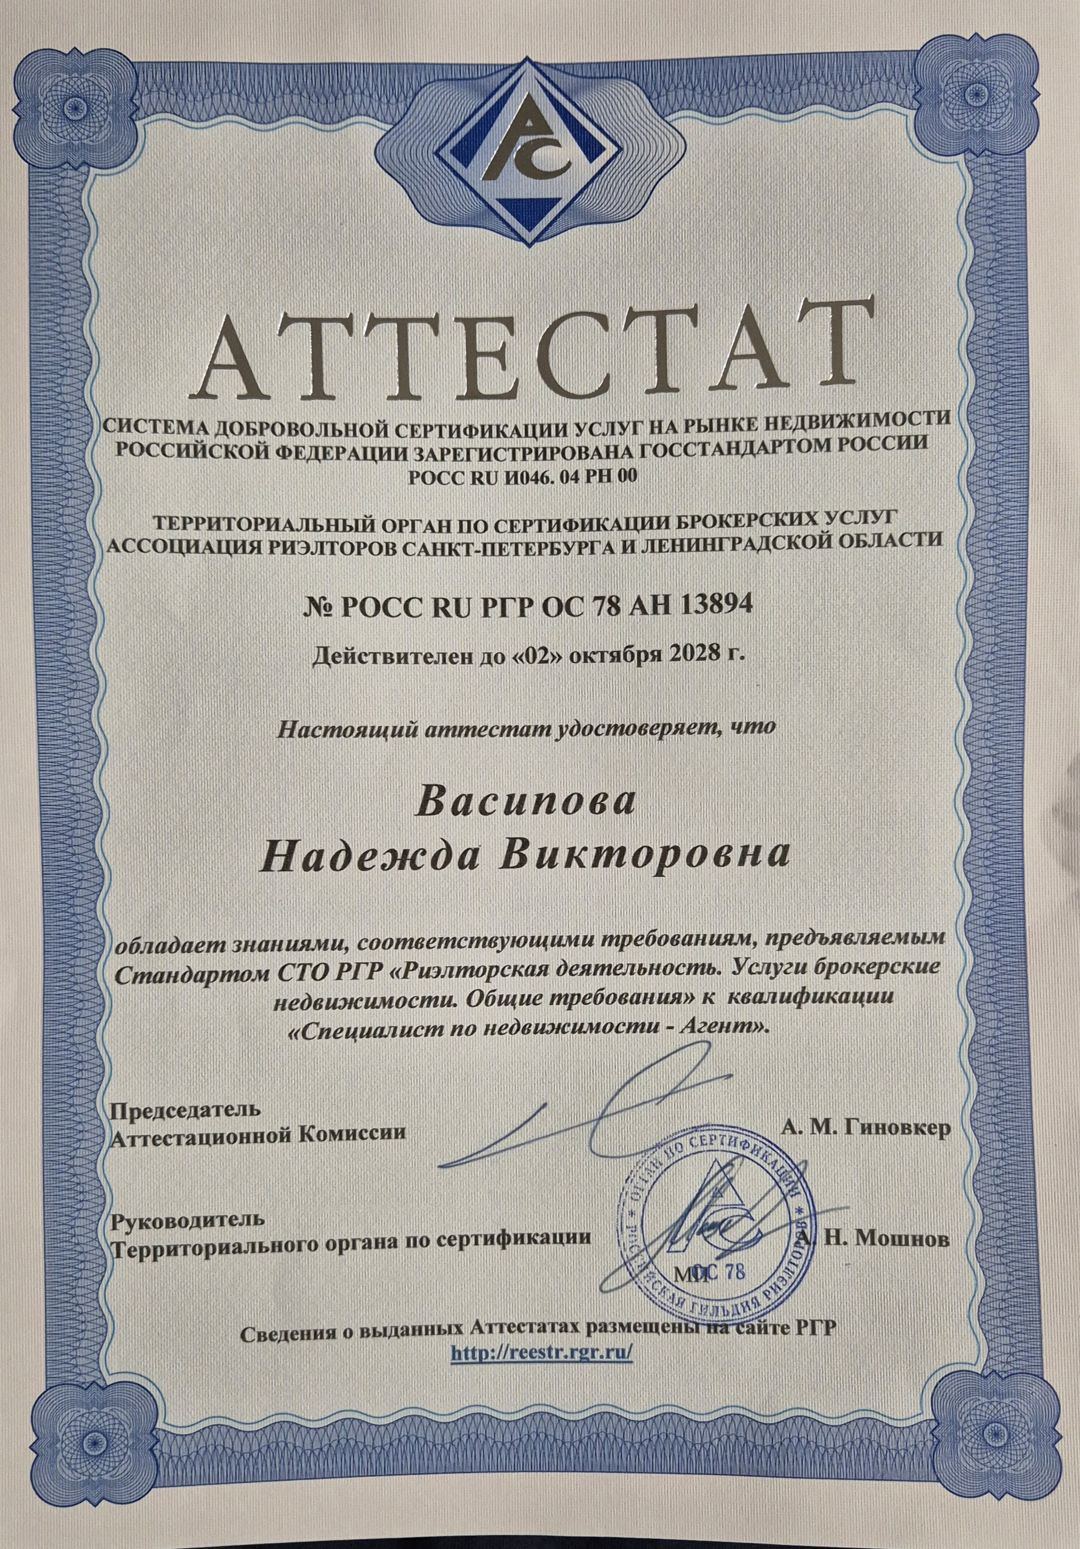 АС
АТТЕСТАТ
СИСТЕМА ДОБРОВОЛЬНОЙ СЕРТИФИКАЦИИ УСЛУГ НА РЫНКЕ НЕДВИЖИМОСТИ
РОССИЙСКОЙ ФЕДЕРАЦИИ ЗАРЕГИСТРИРОВАНА ГОССТАНДАРТОМ РОССИИ
РОСС RU И046. 04 РН 00
ТЕРРИТОРИАЛЬНЫЙ ОРГАН ПО СЕРТИФИКАЦИИ БРОКЕРСКИХ УСЛУГ
АССОЦИАЦИЯ РИЭЛТОРОВ САНКТ-ПЕТЕРБУРГА И ЛЕНИНГРАДСКОЙ ОБЛАСТИ
№ РОСС RU РГР ОС 78 АН 13894
Действителен до «02» октября 2028 г.
Настоящий аттестат удостоверяет, что
Васипова
Надежда Викторовна
обладает знаниями, соответствующими требованиям, предъявляемым
Стандартом СТО РГР «Риэлторская деятельность. Услуги брокерские
недвижимости. Общие требования» к квалификации
«Специалист по недвижимости - Агент».
Председатель
Аттестационной Комиссии
А. М. Гиновкер
Руководитель
Территориального органа по сертификации
А. Н. Мошнов
МП
ОРГАН ПО СЕРТИФИКАЦИИ * РОССИЙСКАЯ ГИЛЬДИЯ РИЭЛТОРОВ *
ОС 78
Сведения о выданных Аттестатах размещены на сайте РГР
http://reestr.rgr.ru/